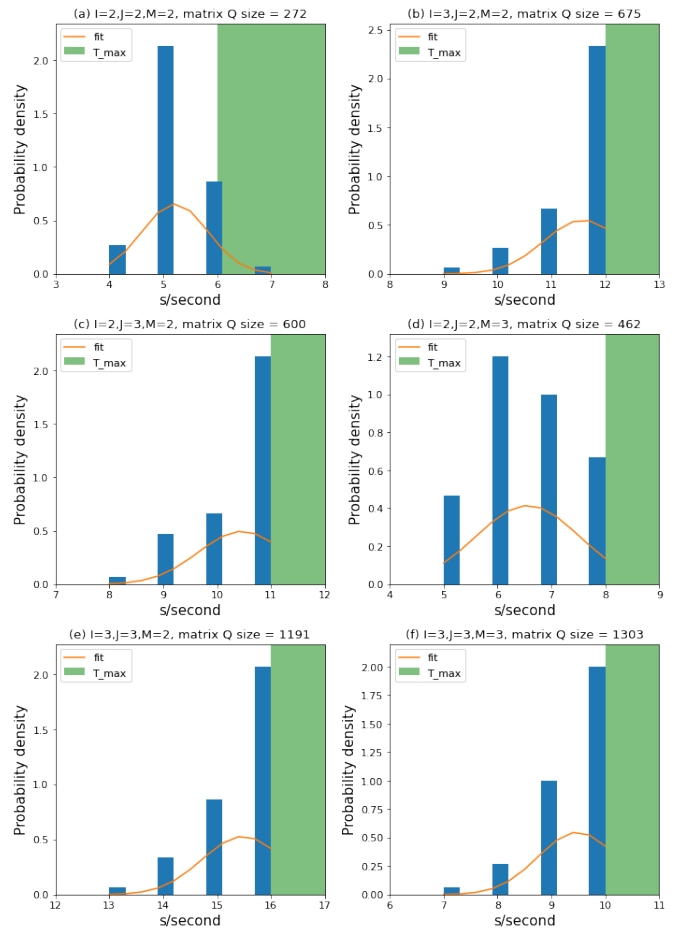 (a) I=2,J=2,M=2, matrix Q size = 272
fit
T_max
Probability density
2.0
1.5
1.0
0.5
0.0
3 4 5 6 7 8
s/second
(b) I=3,J=2,M=2, matrix Q size = 675
fit
T_max
Probability density
2.5
2.0
1.5
1.0
0.5
0.0
8 9 10 11 12 13
s/second
(c) I=2,J=3,M=2, matrix Q size = 600
fit
T_max
Probability density
2.0
1.5
1.0
0.5
0.0
7 8 9 10 11 12
s/second
(d) I=2,J=2,M=3, matrix Q size = 462
fit
T_max
Probability density
1.2
1.0
0.8
0.6
0.4
0.2
0.0
4 5 6 7 8 9
s/second
(e) I=3,J=3,M=2, matrix Q size = 1191
fit
T_max
Probability density
2.0
1.5
1.0
0.5
0.0
12 13 14 15 16 17
s/second
(f) I=3,J=3,M=3, matrix Q size = 1303
fit
T_max
Probability density
2.00
1.75
1.50
1.25
1.00
0.75
0.50
0.25
0.00
6 7 8 9 10 11
s/second